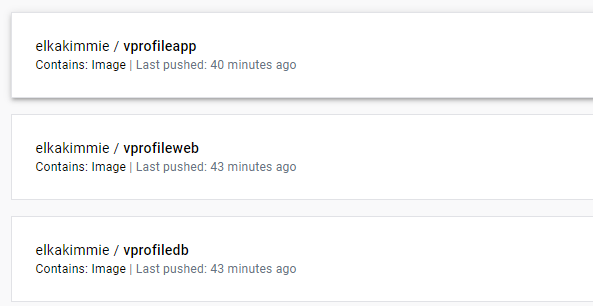 elkakimmie / vprofileapp
Contains: Image | Last pushed: 40 minutes ago
elkakimmie / vprofileweb
Contains: Image | Last pushed: 43 minutes ago
elkakimmie / vprofiledb
Contains: Image | Last pushed: 43 minutes ago